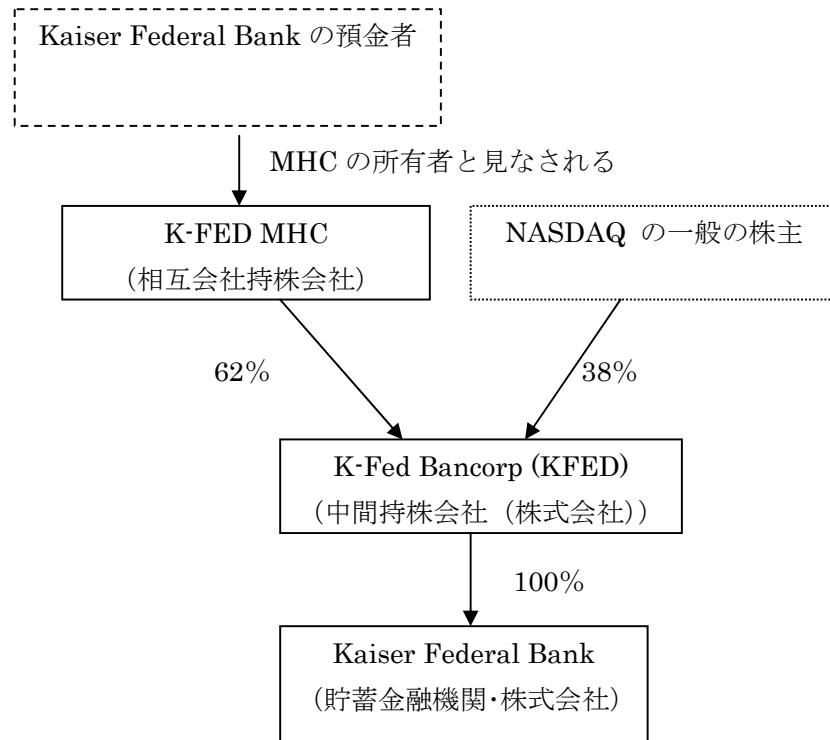 Kaiser Federal Bank の預金者
MHC の所有者と見なされる
K-FED MHC
（相互会社持株会社）
NASDAQ の一般の株主
62%
38%
K-Fed Bancorp (KFED)
（中間持株会社（株式会社））
100%
Kaiser Federal Bank
（貯蓄金融機関・株式会社）